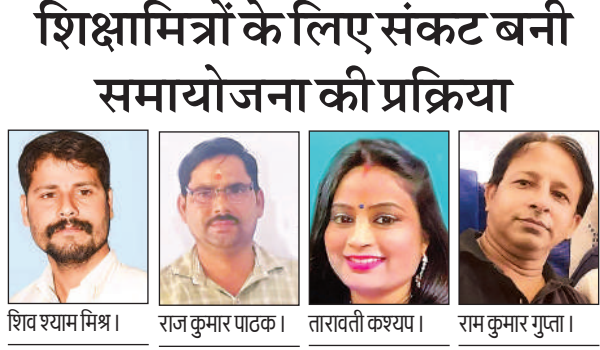 शिक्षामित्रों के लिए संकट बनी
समायोजना की प्रक्रिया
शिव श्याम मिश्र। राज कुमार पाठक। तारावती कश्यप। राम कुमार गुप्ता।